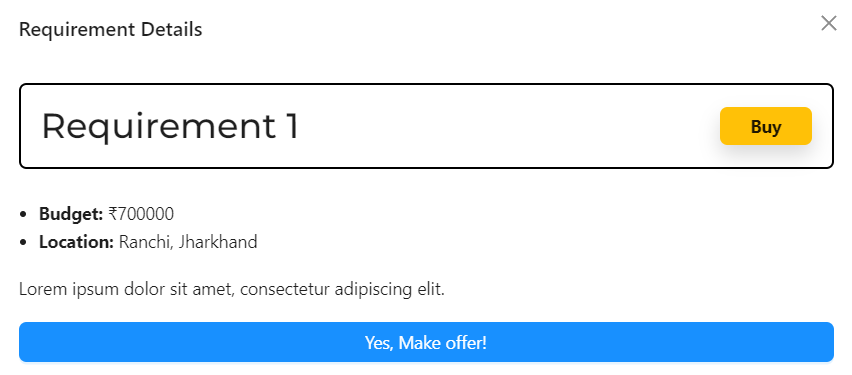 Requirement Details
Requirement 1
Buy
Budget: ₹700000
Location: Ranchi, Jharkhand
Lorem ipsum dolor sit amet, consectetur adipiscing elit.
Yes, Make offer!